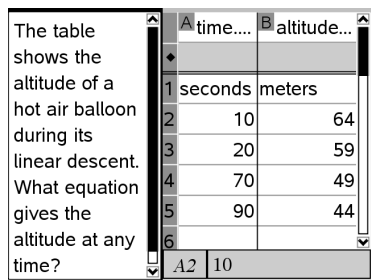 The table
shows the
altitude of a
hot air balloon
during its
linear descent.
What equation
gives the
altitude at any
time?
A time.... B altitude...
◆
1 seconds meters
2 10 64
3 20 59
4 70 49
5 90 44
6
A2 10